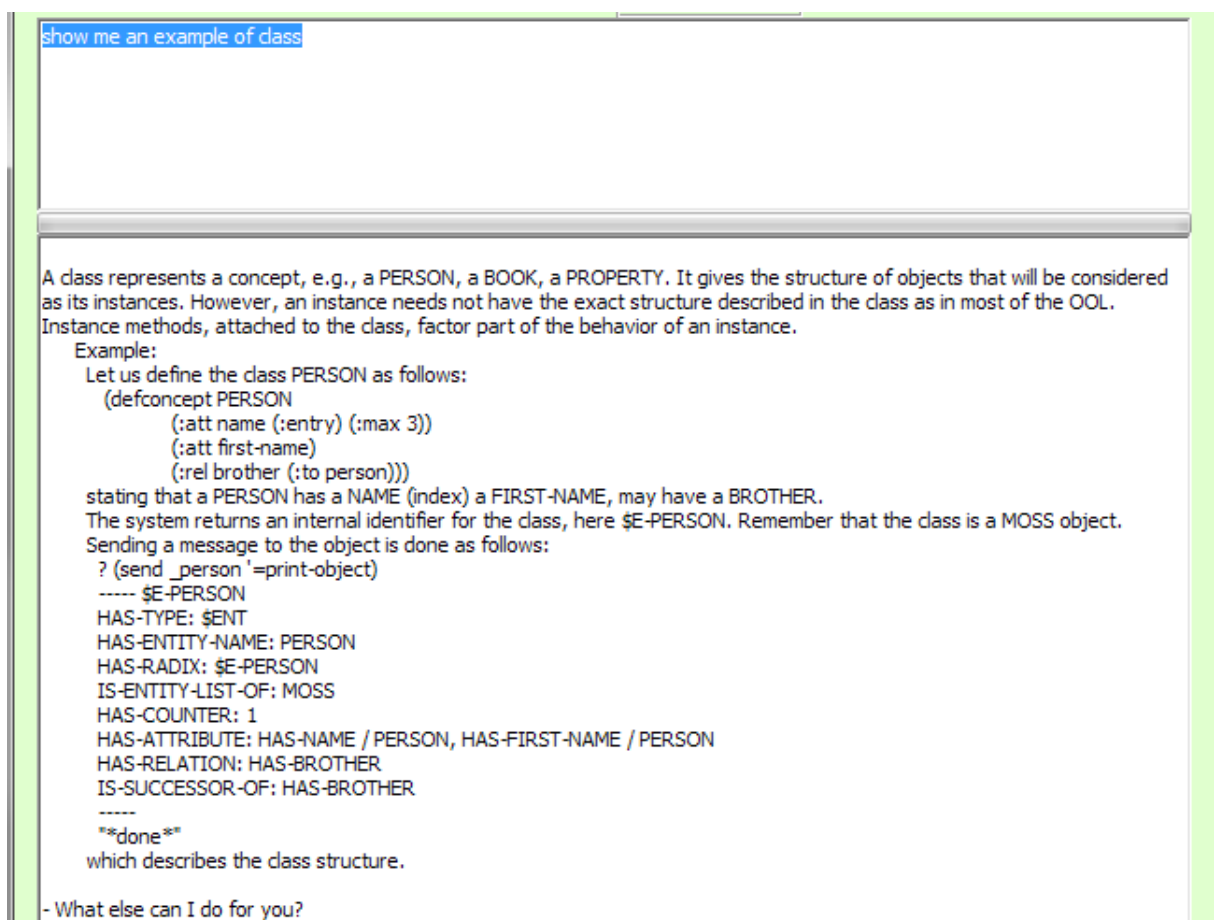 show me an example of class
A class represents a concept, e.g., a PERSON, a BOOK, a PROPERTY. It gives the structure of objects that will be considered
as its instances. However, an instance needs not have the exact structure described in the class as in most of the OOL.
Instance methods, attached to the class, factor part of the behavior of an instance.
Example:
Let us define the class PERSON as follows:
(defconcept PERSON
(:att name (:entry) (:max 3))
(:att first-name)
(:rel brother (:to person)))
stating that a PERSON has a NAME (index) a FIRST-NAME, may have a BROTHER.
The system returns an internal identifier for the class, here $E-PERSON. Remember that the class is a MOSS object.
Sending a message to the object is done as follows:
? (send _person '=print-object)
----- $E-PERSON
HAS-TYPE: $ENT
HAS-ENTITY-NAME: PERSON
HAS-RADIX: $E-PERSON
IS-ENTITY-LIST-OF: MOSS
HAS-COUNTER: 1
HAS-ATTRIBUTE: HAS-NAME / PERSON, HAS-FIRST-NAME / PERSON
HAS-RELATION: HAS-BROTHER
IS-SUCCESSOR-OF: HAS-BROTHER
-----
"*done*"
which describes the class structure.
- What else can I do for you?